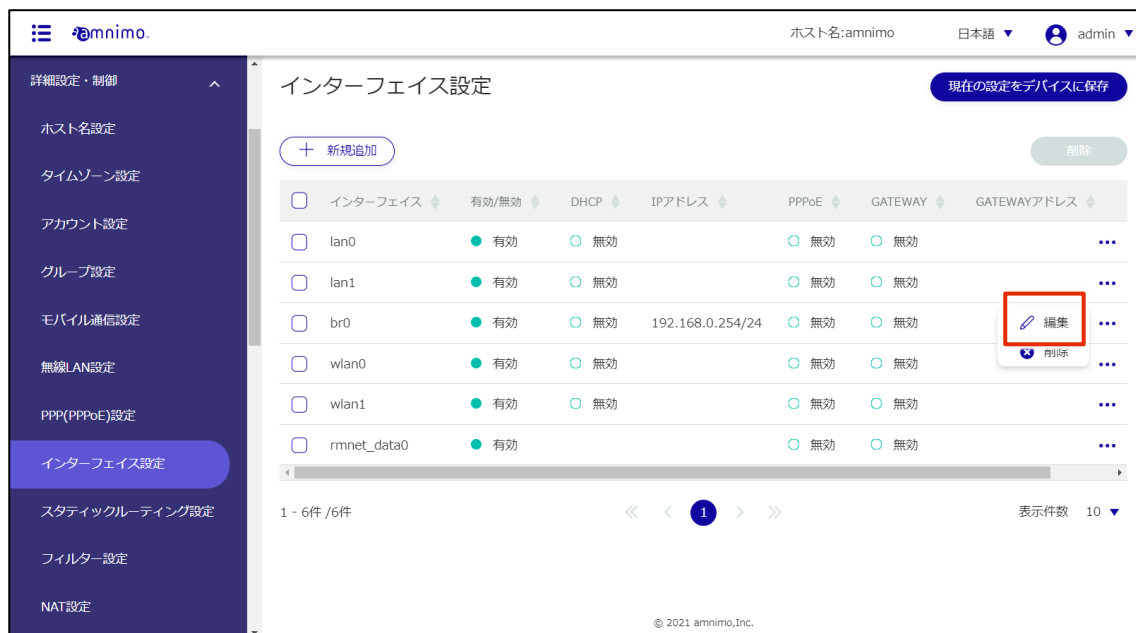 amnimo.
ホスト名:amnimo
日本語 ▼
admin ▼
詳細設定・制御
ホスト名設定
タイムゾーン設定
アカウント設定
グループ設定
モバイル通信設定
無線LAN設定
PPP(PPPoE)設定
インターフェイス設定
スタティックルーティング設定
フィルター設定
NAT設定
インターフェイス設定
現在の設定をデバイスに保存
+ 新規追加
削除
インターフェイス 有効/無効 DHCP IPアドレス PPPoE GATEWAY GATEWAYアドレス
lan0 有効 無効 無効 無効
lan1 有効 無効 無効 無効
br0 有効 無効 192.168.0.254/24 無効 無効
編集
削除
wlan0 有効 無効 無効 無効
wlan1 有効 無効 無効 無効
rmnet_data0 有効 無効 無効
1 - 6件 /6件
1
表示件数 10 ▼
© 2021 amnimo,Inc.